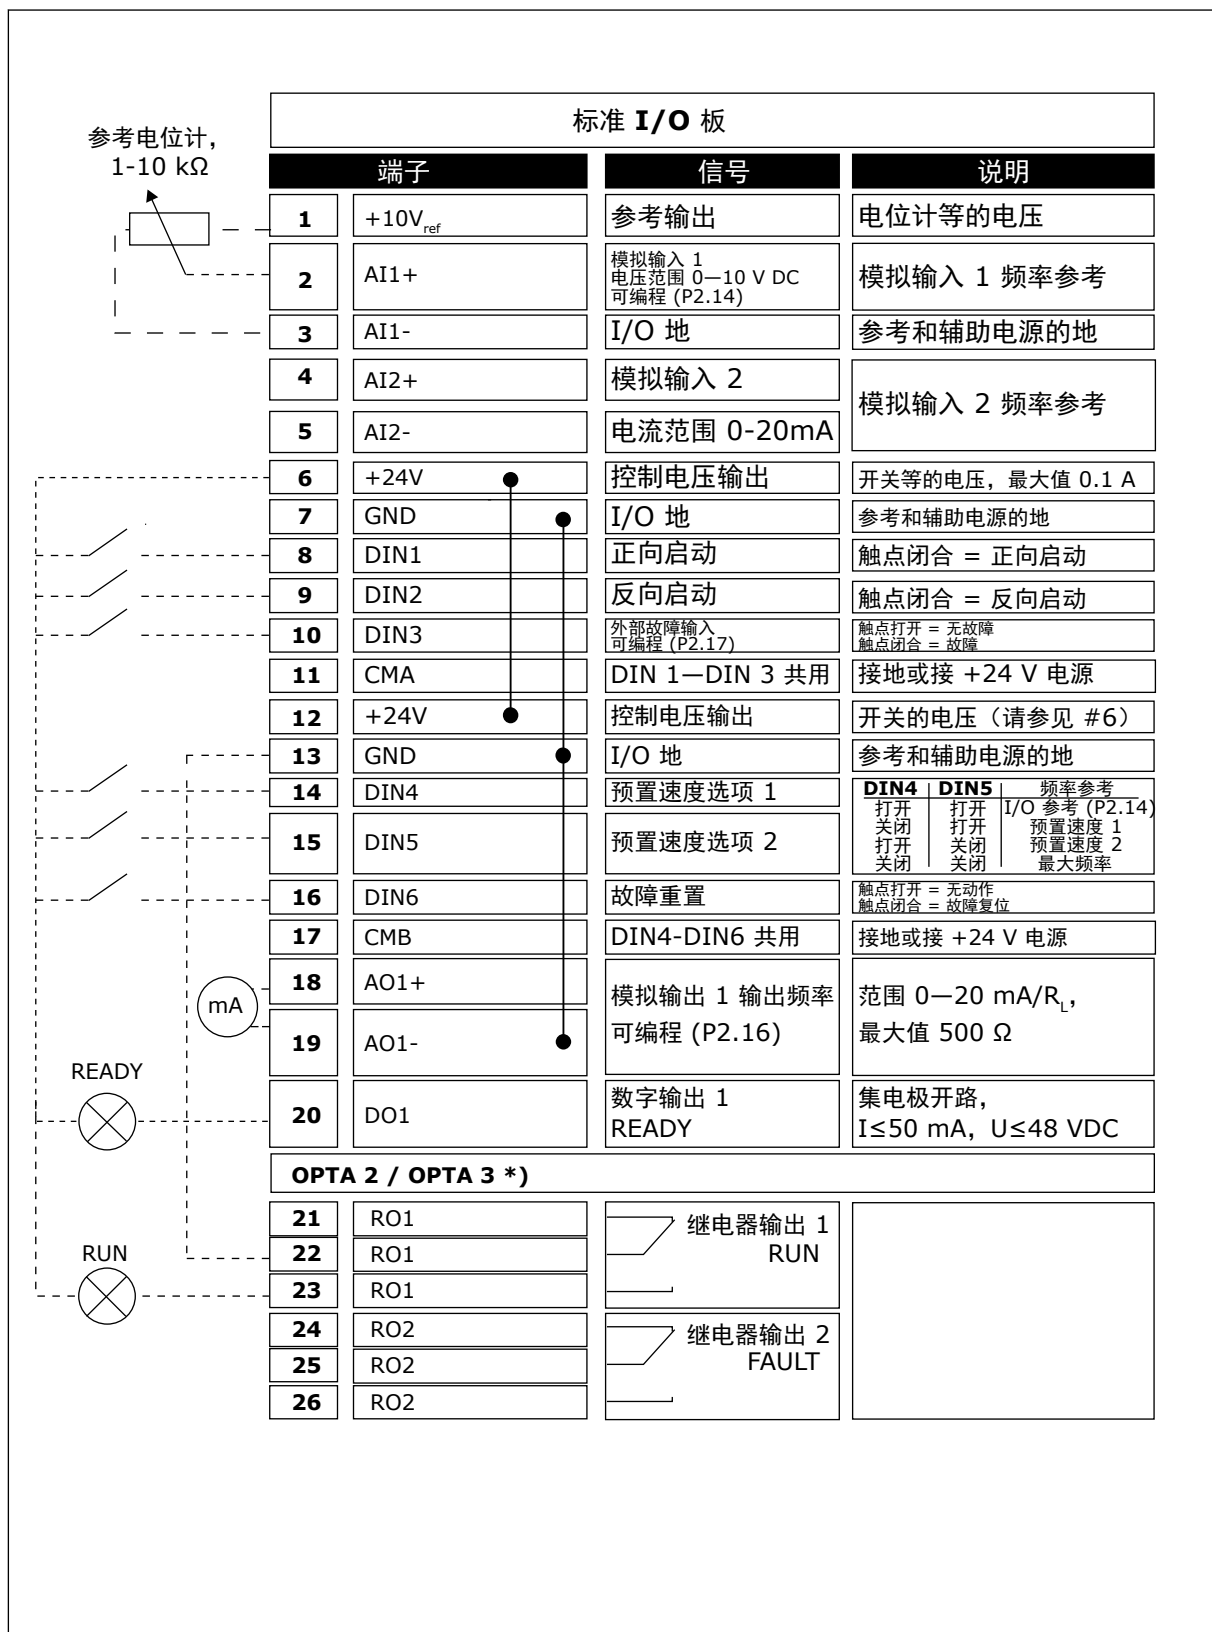 标准 I/O 板
参考电位计，
1-10 kΩ
端子 信号 说明
1 +10Vref 参考输出 电位计等的电压
2 AI1+ 模拟输入 1
电压范围 0—10 V DC
可编程 (P2.14) 模拟输入 1 频率参考
3 AI1- I/O 地 参考和辅助电源的地
4 AI2+ 模拟输入 2 模拟输入 2 频率参考
5 AI2- 电流范围 0-20mA
6 +24V 控制电压输出 开关等的电压，最大值 0.1 A
7 GND I/O 地 参考和辅助电源的地
8 DIN1 正向启动 触点闭合 = 正向启动
9 DIN2 反向启动 触点闭合 = 反向启动
10 DIN3 外部故障输入
可编程 (P2.17) 触点打开 = 无故障
触点闭合 = 故障
11 CMA DIN 1—DIN 3 共用 接地或接 +24 V 电源
12 +24V 控制电压输出 开关的电压（请参见 #6）
13 GND I/O 地 参考和辅助电源的地
14 DIN4 预置速度选项 1 DIN4 DIN5 频率参考
打开 打开 I/O 参考 (P2.14)
关闭 打开 预置速度 1
15 DIN5 预置速度选项 2 打开 关闭 预置速度 2
关闭 关闭 最大频率
16 DIN6 故障重置 触点打开 = 无动作
触点闭合 = 故障复位
17 CMB DIN4-DIN6 共用 接地或接 +24 V 电源
18 AO1+ 模拟输出 1 输出频率 范围 0—20 mA/RL，
mA
19 AO1- 可编程 (P2.16) 最大值 500 Ω
READY
20 DO1 数字输出 1
READY 集电极开路，
I≤50 mA，U≤48 VDC
OPTA 2 / OPTA 3 *)
21 RO1 继电器输出 1
RUN
22 RO1 RUN
23 RO1
24 RO2 继电器输出 2
25 RO2 FAULT
26 RO2